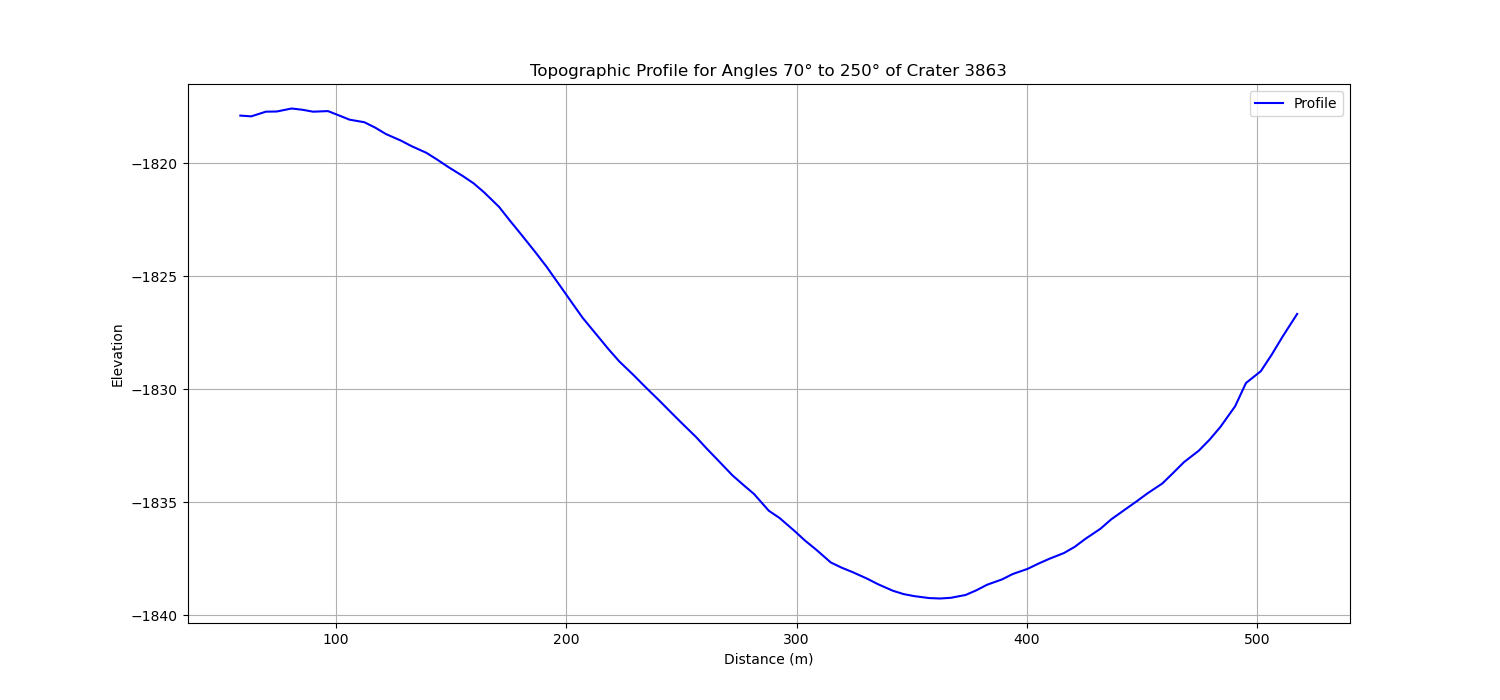 Topographic Profile for Angles 70° to 250° of Crater 3863
Profile
−1820
−1825
−1830
−1835
−1840
Elevation
100
200
300
400
500
Distance (m)